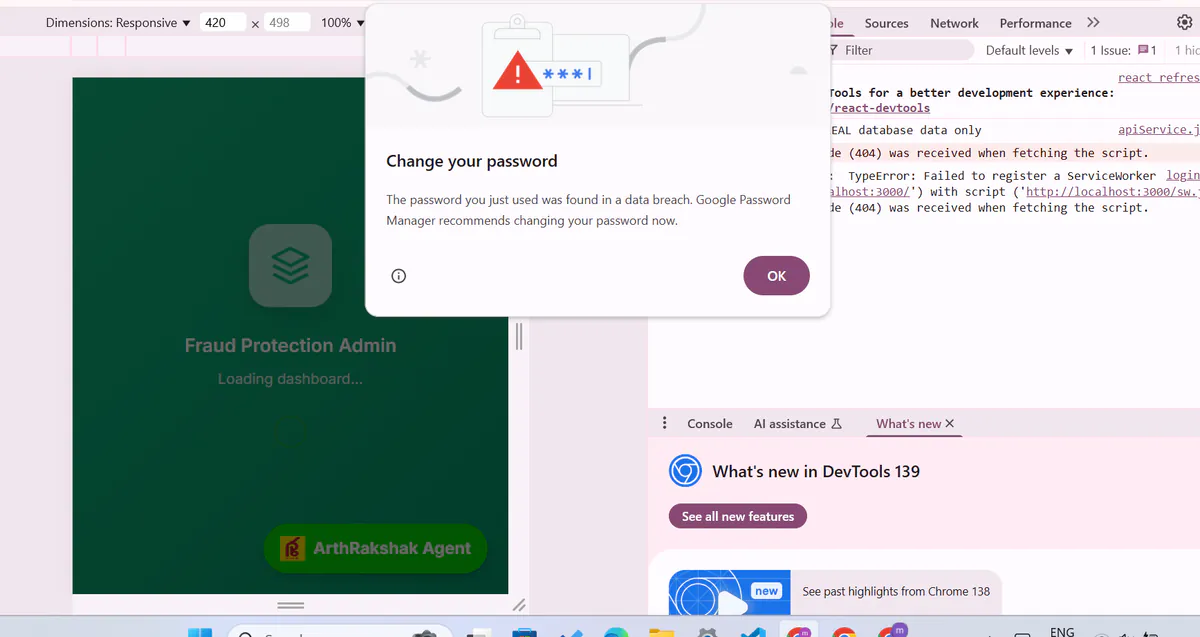 Dimensions: Responsive ▼ 420 × 498 100% ▼
Sources Network Performance
Filter Default levels ▼ 1 Issue: 1
react refres
Tools for a better development experience:
/react-devtools
EAL database data only apiService.j
de (404) was received when fetching the script.
: TypeError: Failed to register a ServiceWorker login
alhost:3000/') with script ('http://localhost:3000/sw.j
de (404) was received when fetching the script.
***
Change your password
The password you just used was found in a data breach. Google Password
Manager recommends changing your password now.
OK
Fraud Protection Admin
Loading dashboard...
ArthRakshak Agent
Console AI assistance What's new
What's new in DevTools 139
See all new features
new
See past highlights from Chrome 138
ENG